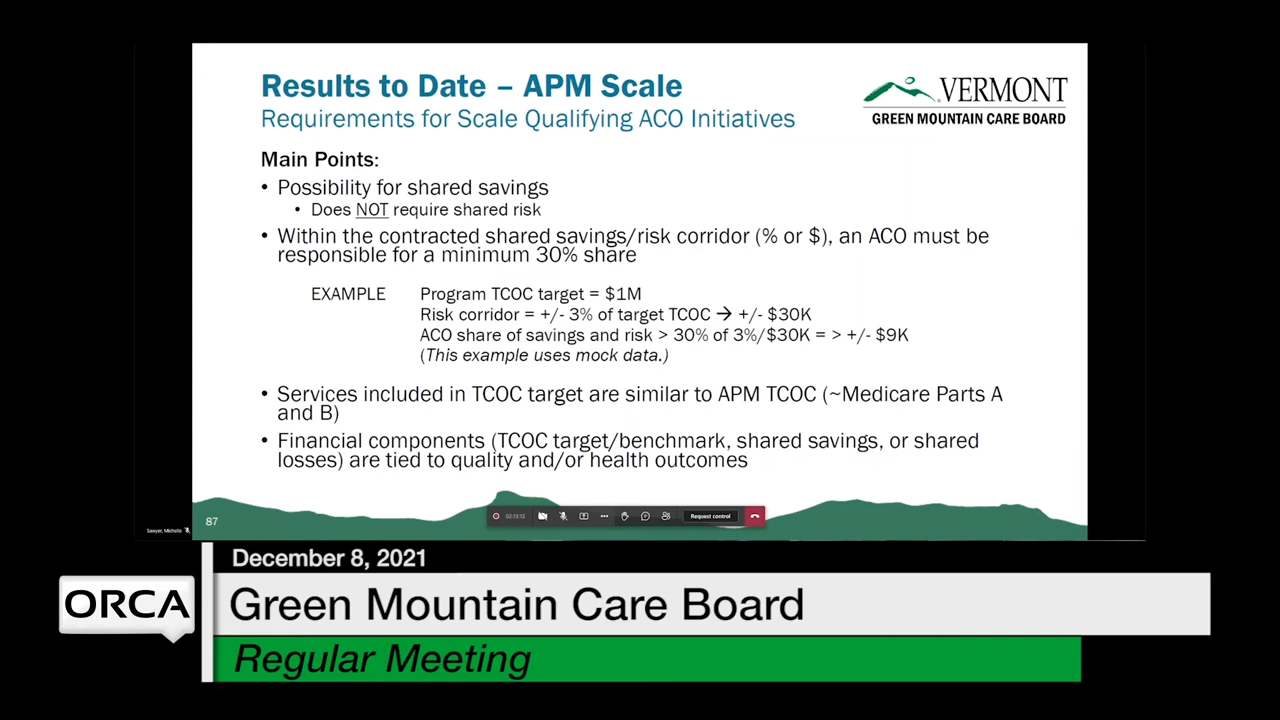 Results to Date – APM Scale
Requirements for Scale Qualifying ACO Initiatives
VERMONT
GREEN MOUNTAIN CARE BOARD
Main Points:
• Possibility for shared savings
• Does NOT require shared risk
• Within the contracted shared savings/risk corridor (% or $), an ACO must be
responsible for a minimum 30% share
EXAMPLE Program TCOC target = $1M
Risk corridor = +/- 3% of target TCOC → +/- $30K
ACO share of savings and risk > 30% of 3%/$30K = > +/- $9K
(This example uses mock data.)
• Services included in TCOC target are similar to APM TCOC (~Medicare Parts A
and B)
• Financial components (TCOC target/benchmark, shared savings, or shared
losses) are tied to quality and/or health outcomes
87
02:13:12
Request control
Sawyer, Michelle
December 8, 2021
ORCA
Green Mountain Care Board
Regular Meeting